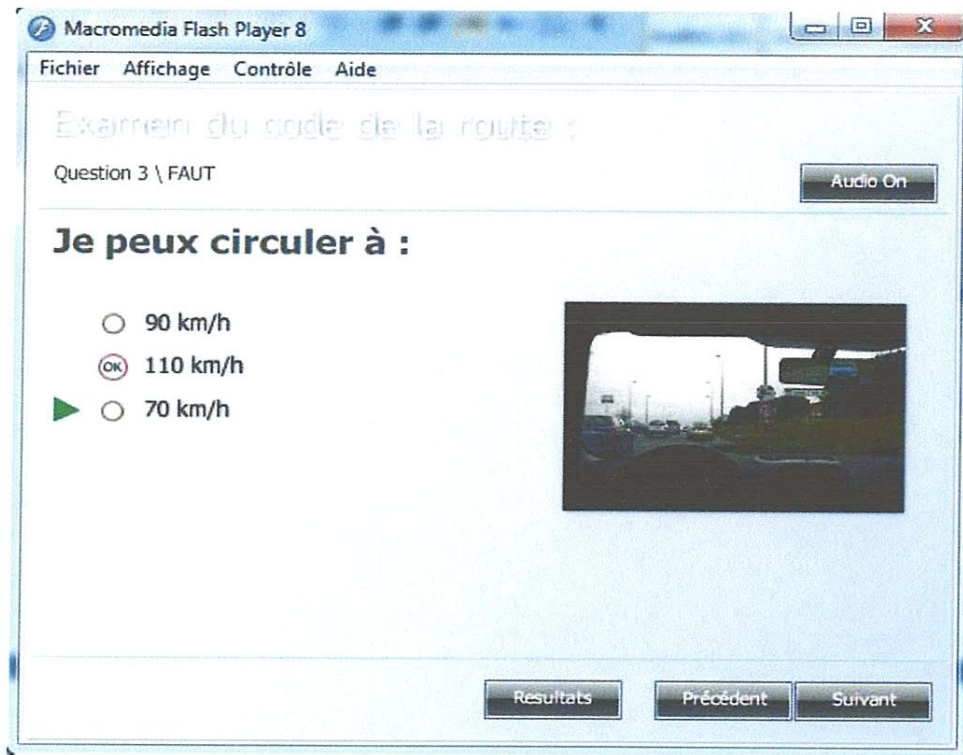 Macromedia Flash Player 8
Fichier Affichage Contrôle Aide
Examen du code de la route :
Question 3 \ FAUT
Audio On
Je peux circuler à :
90 km/h
OK 110 km/h
70 km/h
Resultats Précédent Suivant